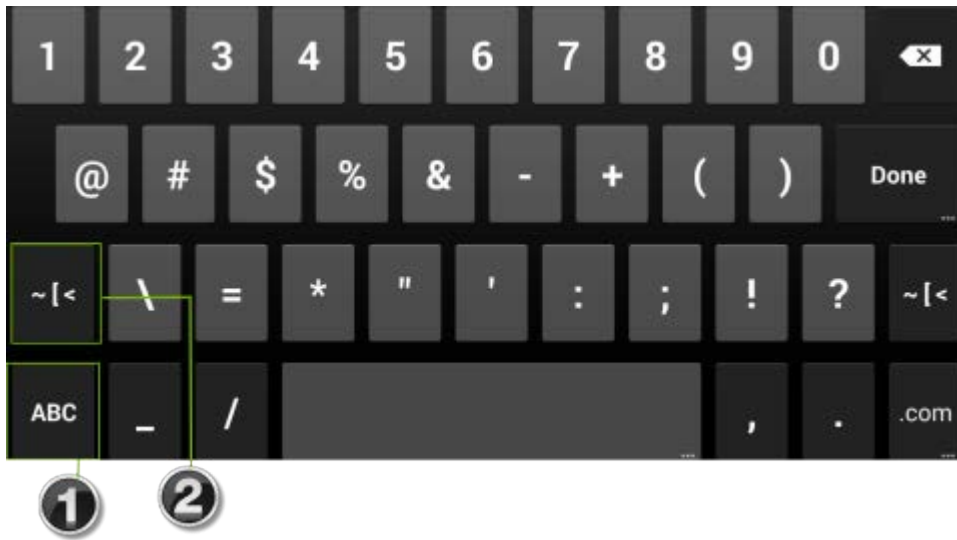 1 2 3 4 5 6 7 8 9 0
@ # $ % & - + ( ) Done
~[< \ = * " ' : ; ! ? ~[<
ABC _ / , . .com
1 2